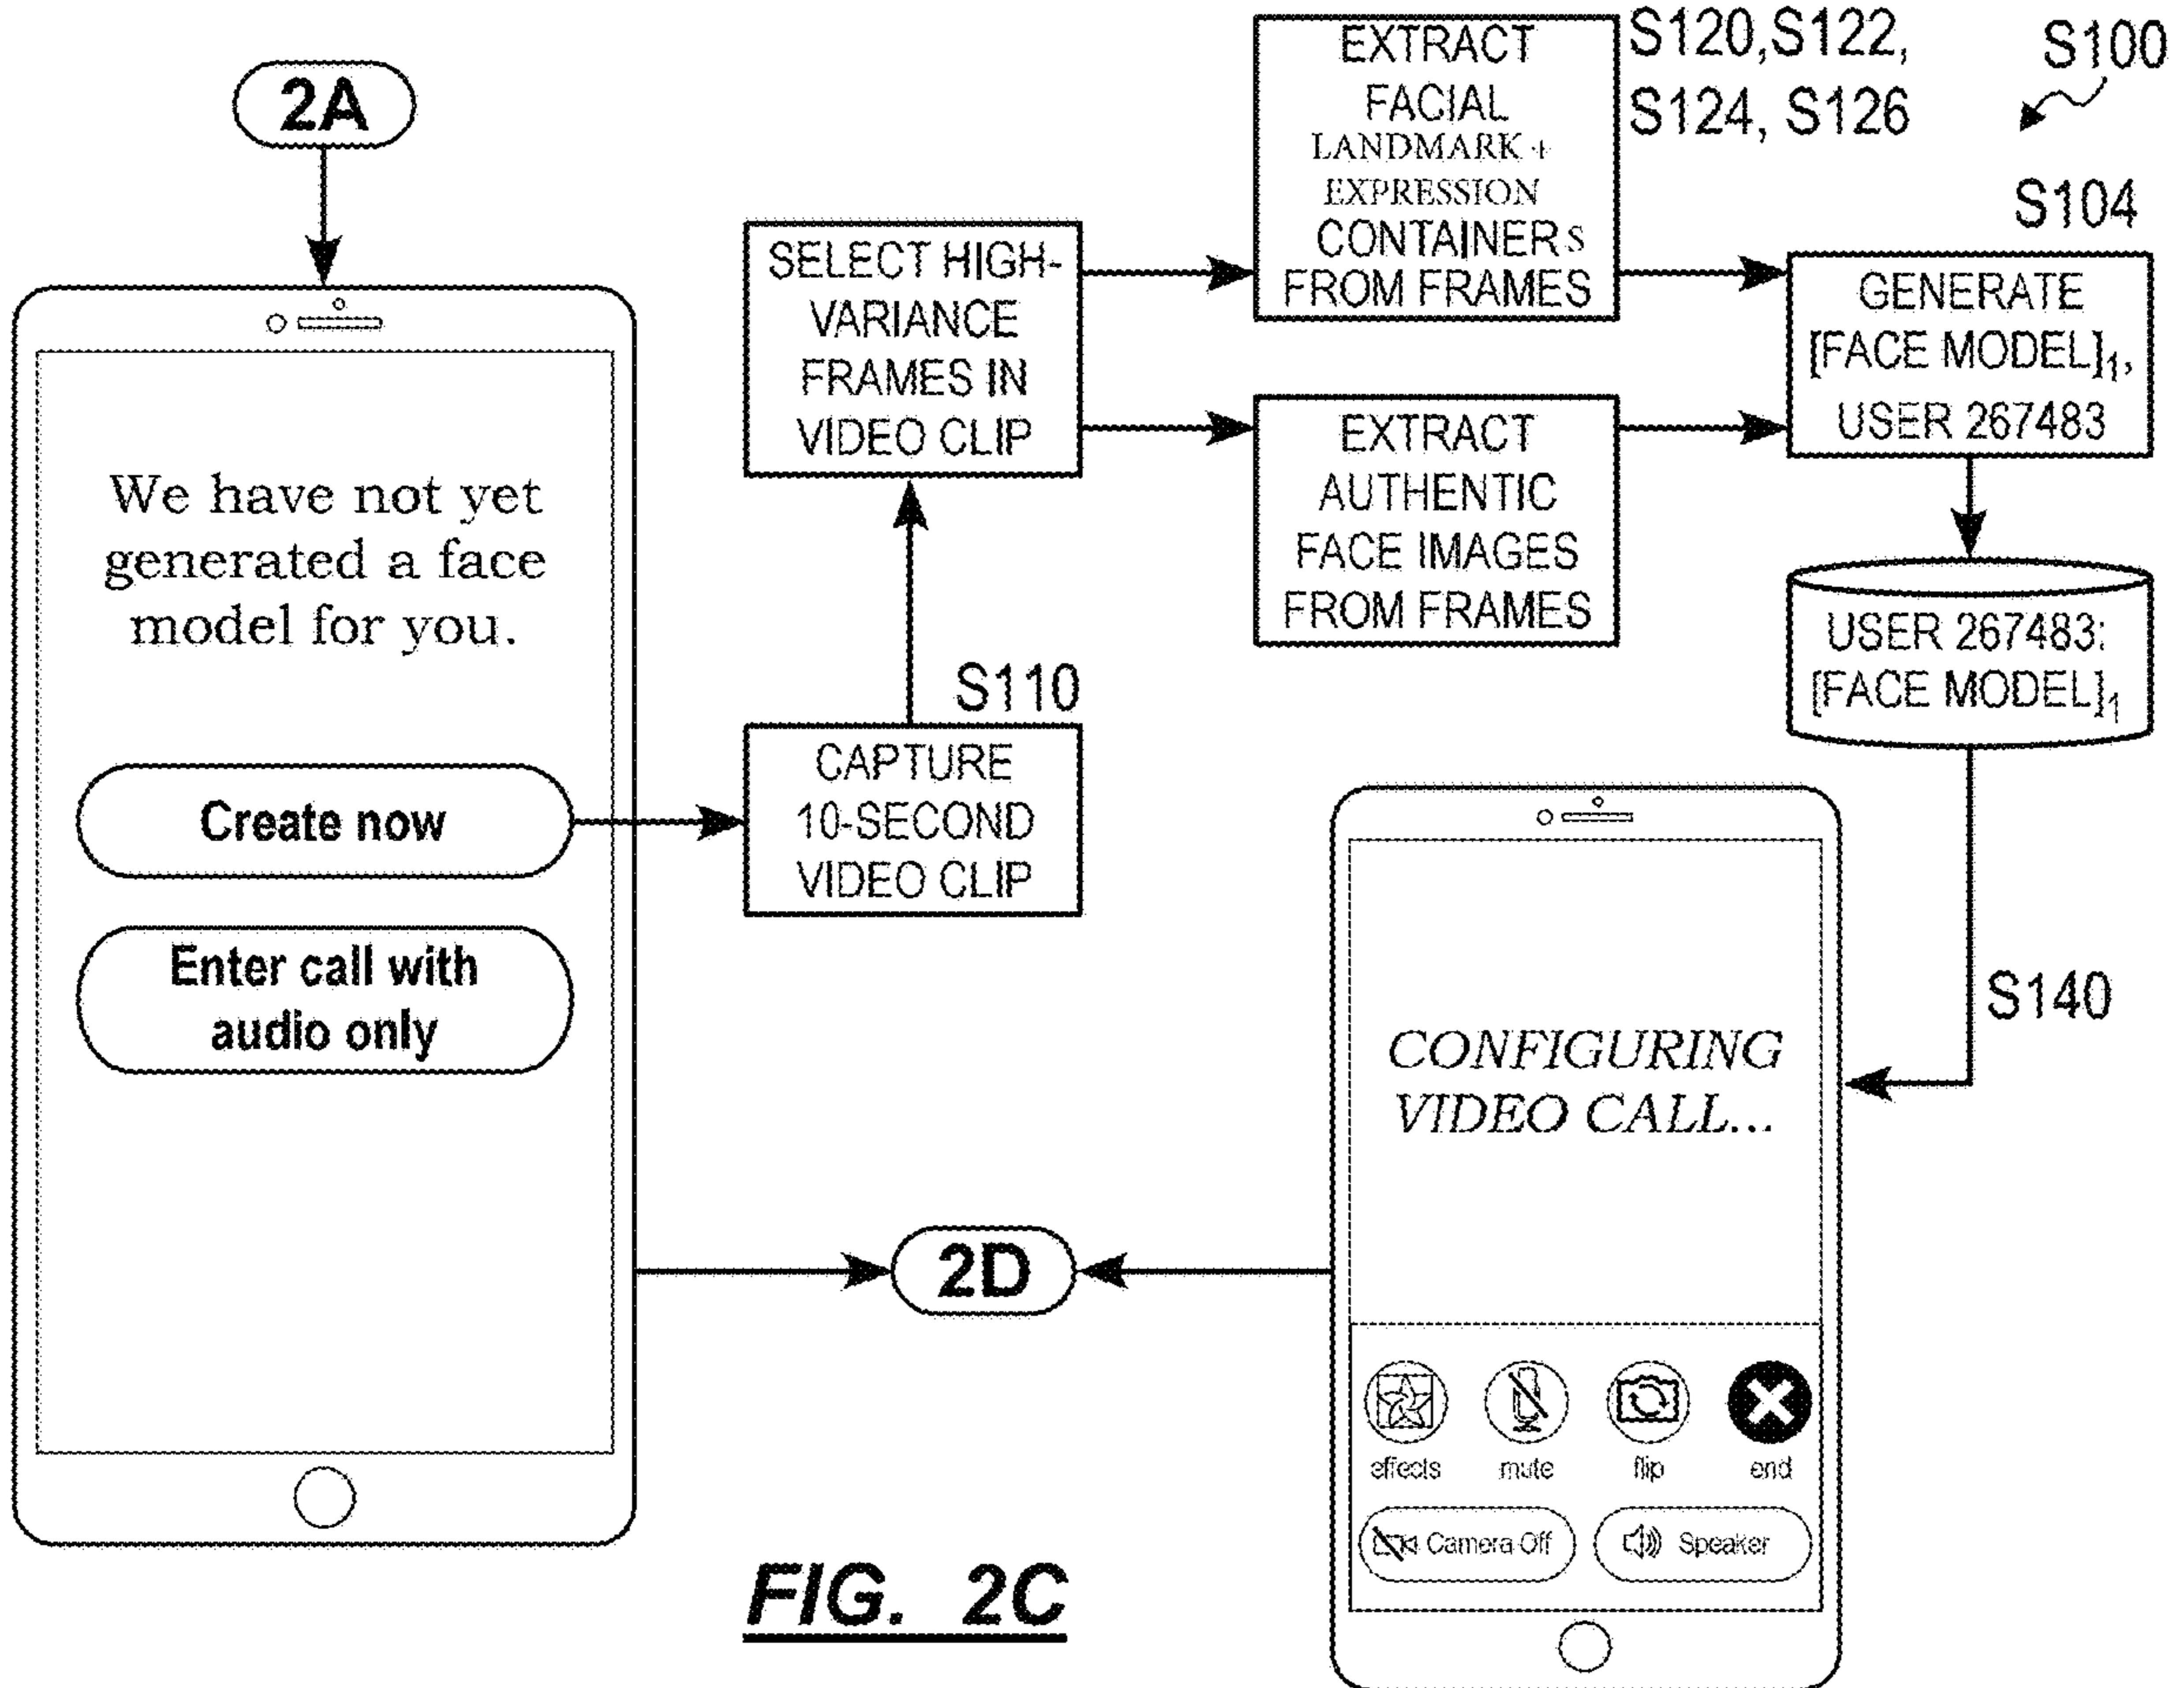 2A
We have not yet
generated a face
model for you.
Create now
Enter call with
audio only
S110
CAPTURE
10-SECOND
VIDEO CLIP
SELECT HIGH-
VARIANCE
FRAMES IN
VIDEO CLIP
EXTRACT
FACIAL
LANDMARK +
EXPRESSION
CONTAINERS
FROM FRAMES
S120,S122,
S124, S126
EXTRACT
AUTHENTIC
FACE IMAGES
FROM FRAMES
S100
S104
GENERATE
[FACE MODEL]1,
USER 267483
USER 267483:
[FACE MODEL]1
S140
CONFIGURING
VIDEO CALL...
effects
mute
flip
end
Camera Off
Speaker
2D
FIG. 2C